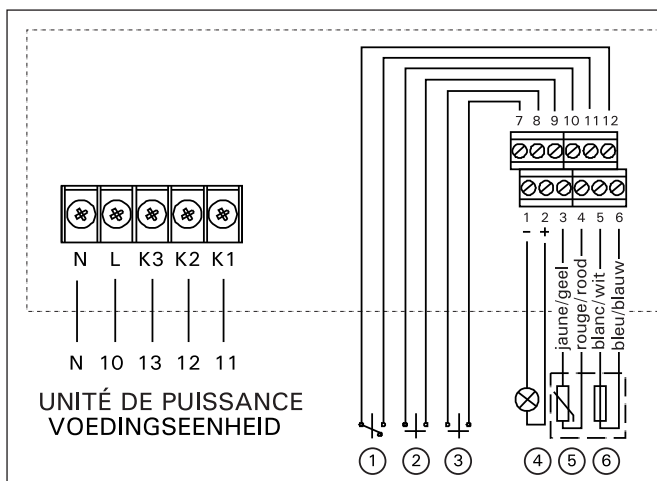 7 8 9 10 11 12
1 2 3 4 5 6
- +
jaune/geel
rouge/rood
blanc/wit
bleu/blauw
N L K3 K2 K1
N 10 13 12 11
UNITÉ DE PUISSANCE
VOEDINGSEENHEID
1 2 3 4 5 6